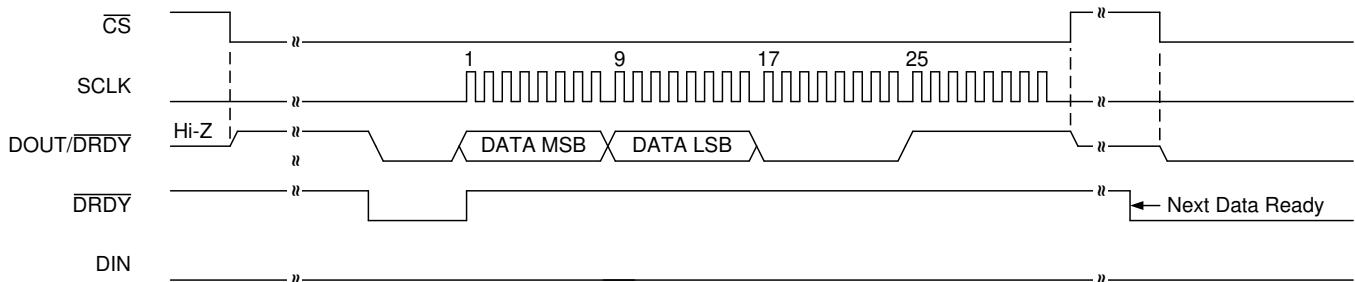 CS
1 9 17 25
SCLK
Hi-Z
DOUT/DRDY DATA MSB DATA LSB
DRDY Next Data Ready
DIN